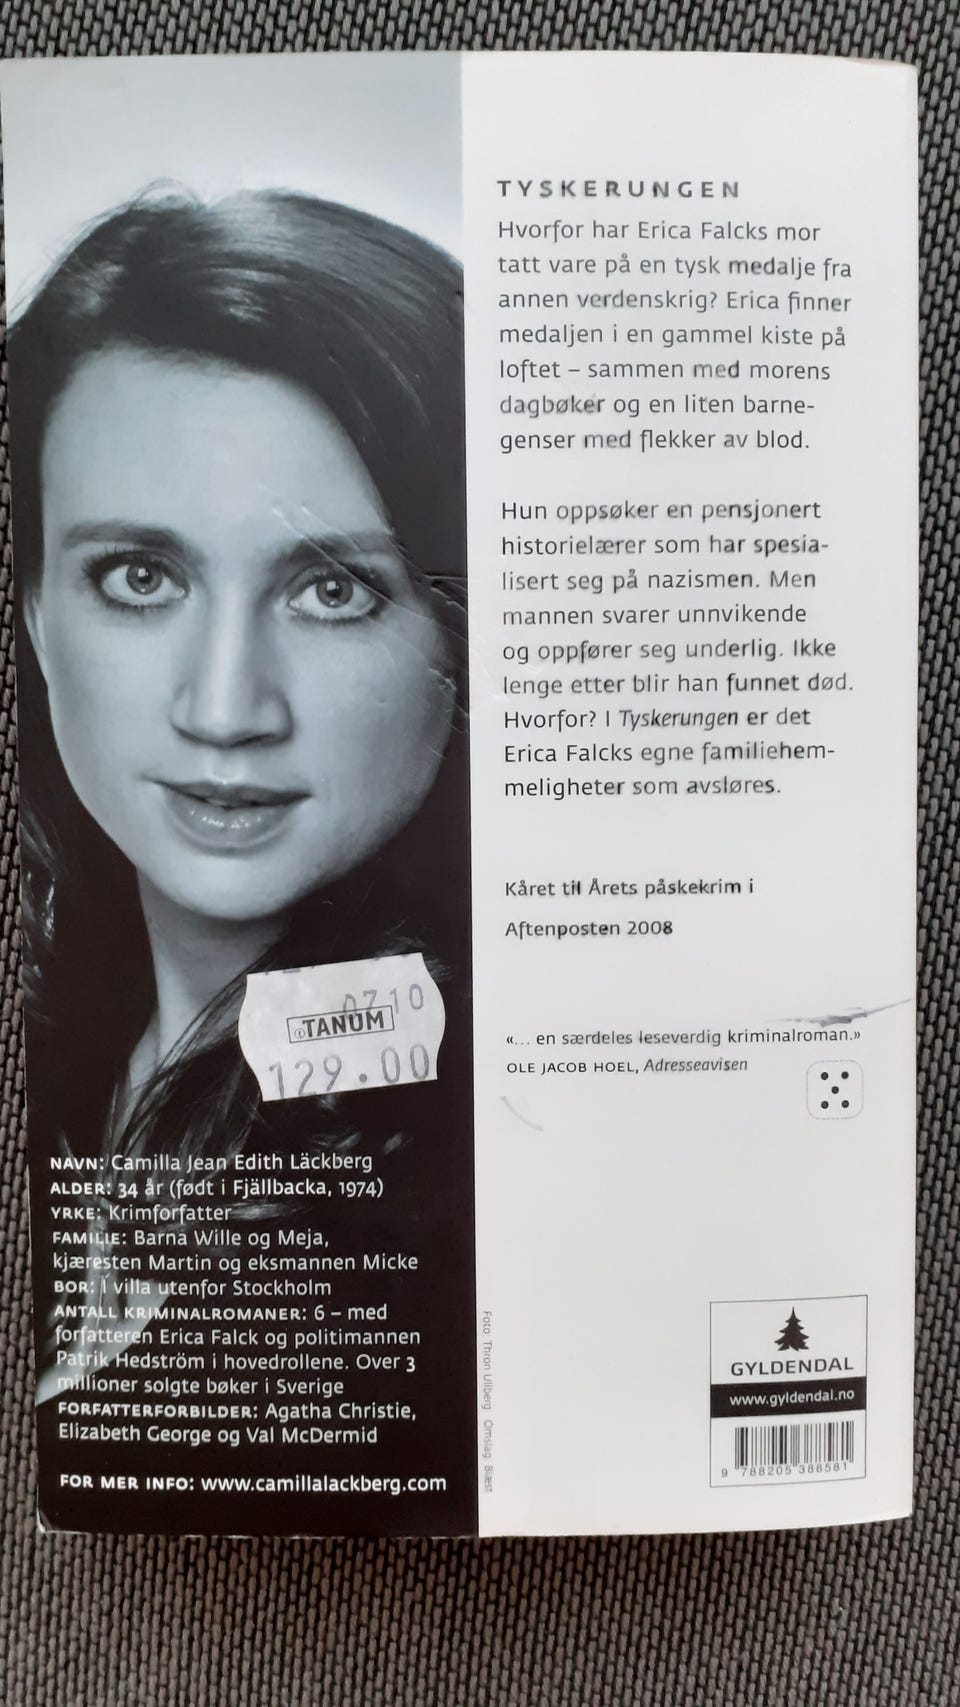 TYSKERUNGEN
Hvorfor har Erica Falcks mor
tatt vare på en tysk medalje fra
annen verdenskrig? Erica finner
medaljen i en gammel kiste på
loftet – sammen med morens
dagbøker og en liten barne-
genser med flekker av blod.
Hun oppsøker en pensjonert
historielærer som har spesia-
lisert seg på nazismen. Men
mannen svarer unnvikende
og oppfører seg underlig. Ikke
lenge etter blir han funnet død.
Hvorfor? I Tyskerungen er det
Erica Falcks egne familiehem-
meligheter som avsløres.
Kåret til Årets påskekrim i
Aftenposten 2008
«... en særdeles leseverdig kriminalroman.»
OLE JACOB HOEL, Adresseavisen
0710
TANUM
129.00
NAVN: Camilla Jean Edith Läckberg
ALDER: 34 år (født i Fjällbacka, 1974)
YRKE: Krimforfatter
FAMILIE: Barna Wille og Meja,
kjæresten Martin og eksmannen Micke
BOR: I villa utenfor Stockholm
ANTALL KRIMINALROMANER: 6 – med
forfatteren Erica Falck og politimannen
Patrik Hedström i hovedrollene. Over 3
millioner solgte bøker i Sverige
FORFATTERFORBILDER: Agatha Christie,
Elizabeth George og Val McDermid
FOR MER INFO: www.camillalackberg.com
Foto: Thron Ullberg Omslag: Blæst
GYLDENDAL
www.gyldendal.no
9 788205 388581